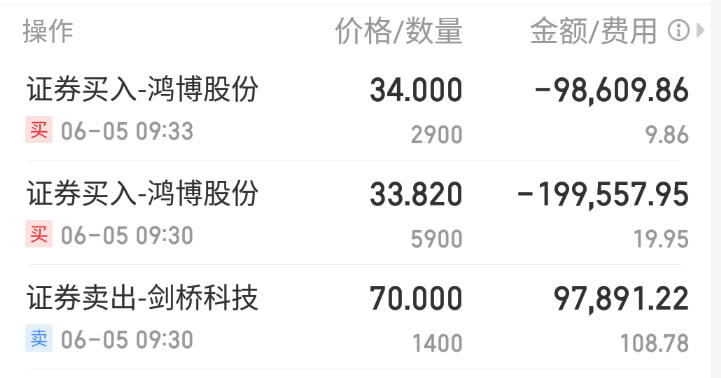 操作 价格/数量 金额/费用
证券买入-鸿博股份 34.000 -98,609.86
买 06-05 09:33 2900 9.86
证券买入-鸿博股份 33.820 -199,557.95
买 06-05 09:30 5900 19.95
证券卖出-剑桥科技 70.000 97,891.22
卖 06-05 09:30 1400 108.78